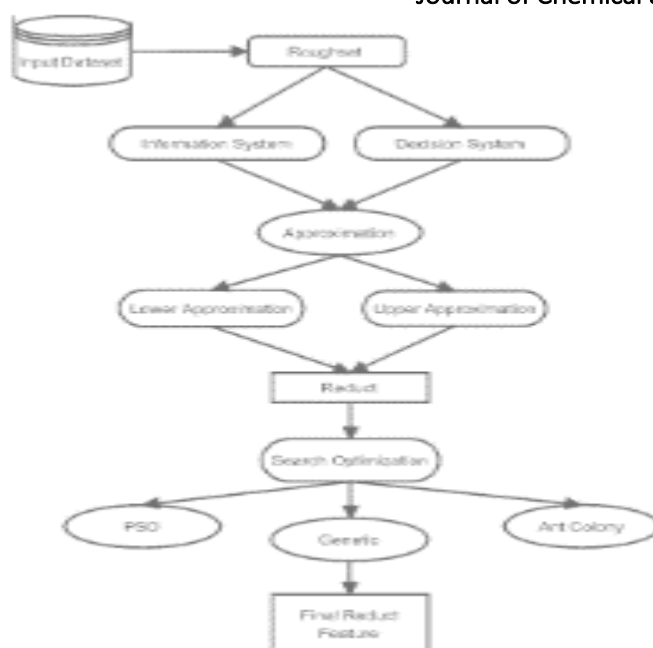 Journal of Chemical
Input Dataset
Roughset
Information System
Decision System
Approximation
Lower Approximation
Upper Approximation
Reduct
Search Optimization
PSO
Genetic
Ant Colony
Final Reduct
Feature